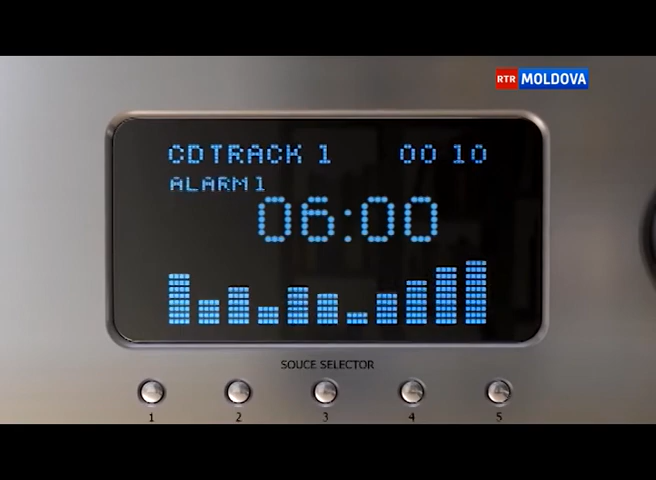 RTR MOLDOVA
CDTRACK 1 00 10
ALARM 1
06:00
SOUCE SELECTOR
1 2 3 4 5